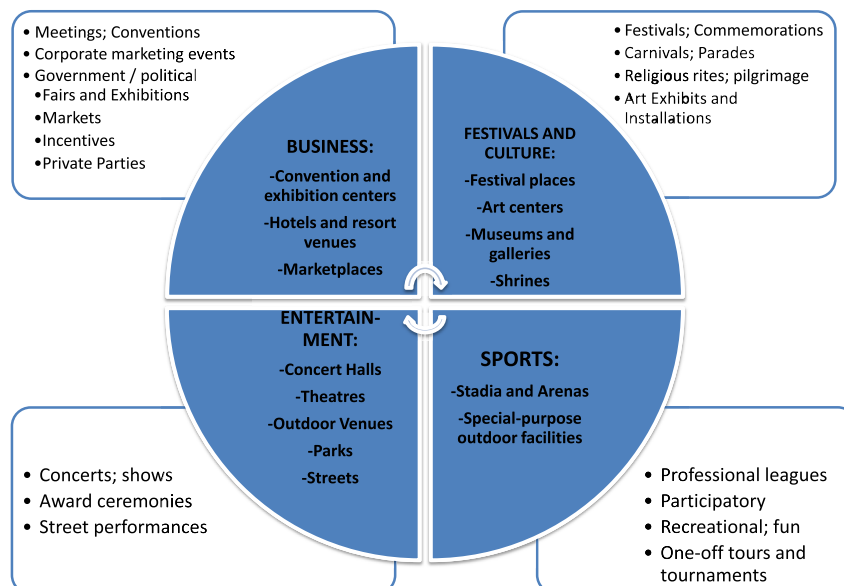 • Meetings; Conventions
• Corporate marketing events
• Government / political
•Fairs and Exhibitions
•Markets
•Incentives
•Private Parties
• Festivals; Commemorations
• Carnivals; Parades
• Religious rites; pilgrimage
• Art Exhibits and
Installations
BUSINESS:
-Convention and
exhibition centers
-Hotels and resort
venues
-Marketplaces
FESTIVALS AND
CULTURE:
-Festival places
-Art centers
-Museums and
galleries
-Shrines
ENTERTAIN-
MENT:
-Concert Halls
-Theatres
-Outdoor Venues
-Parks
-Streets
SPORTS:
-Stadia and Arenas
-Special-purpose
outdoor facilities
• Concerts; shows
• Award ceremonies
• Street performances
• Professional leagues
• Participatory
• Recreational; fun
• One-off tours and
tournaments